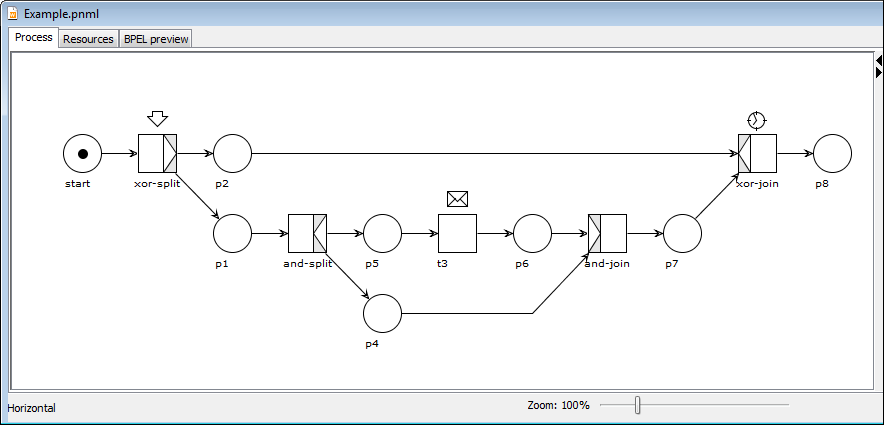 Example.pnml
Process Resources BPEL preview
start xor-split p2 xor-join p8
p1 and-split p5 t3 p6 and-join p7
p4
Horizontal Zoom: 100%